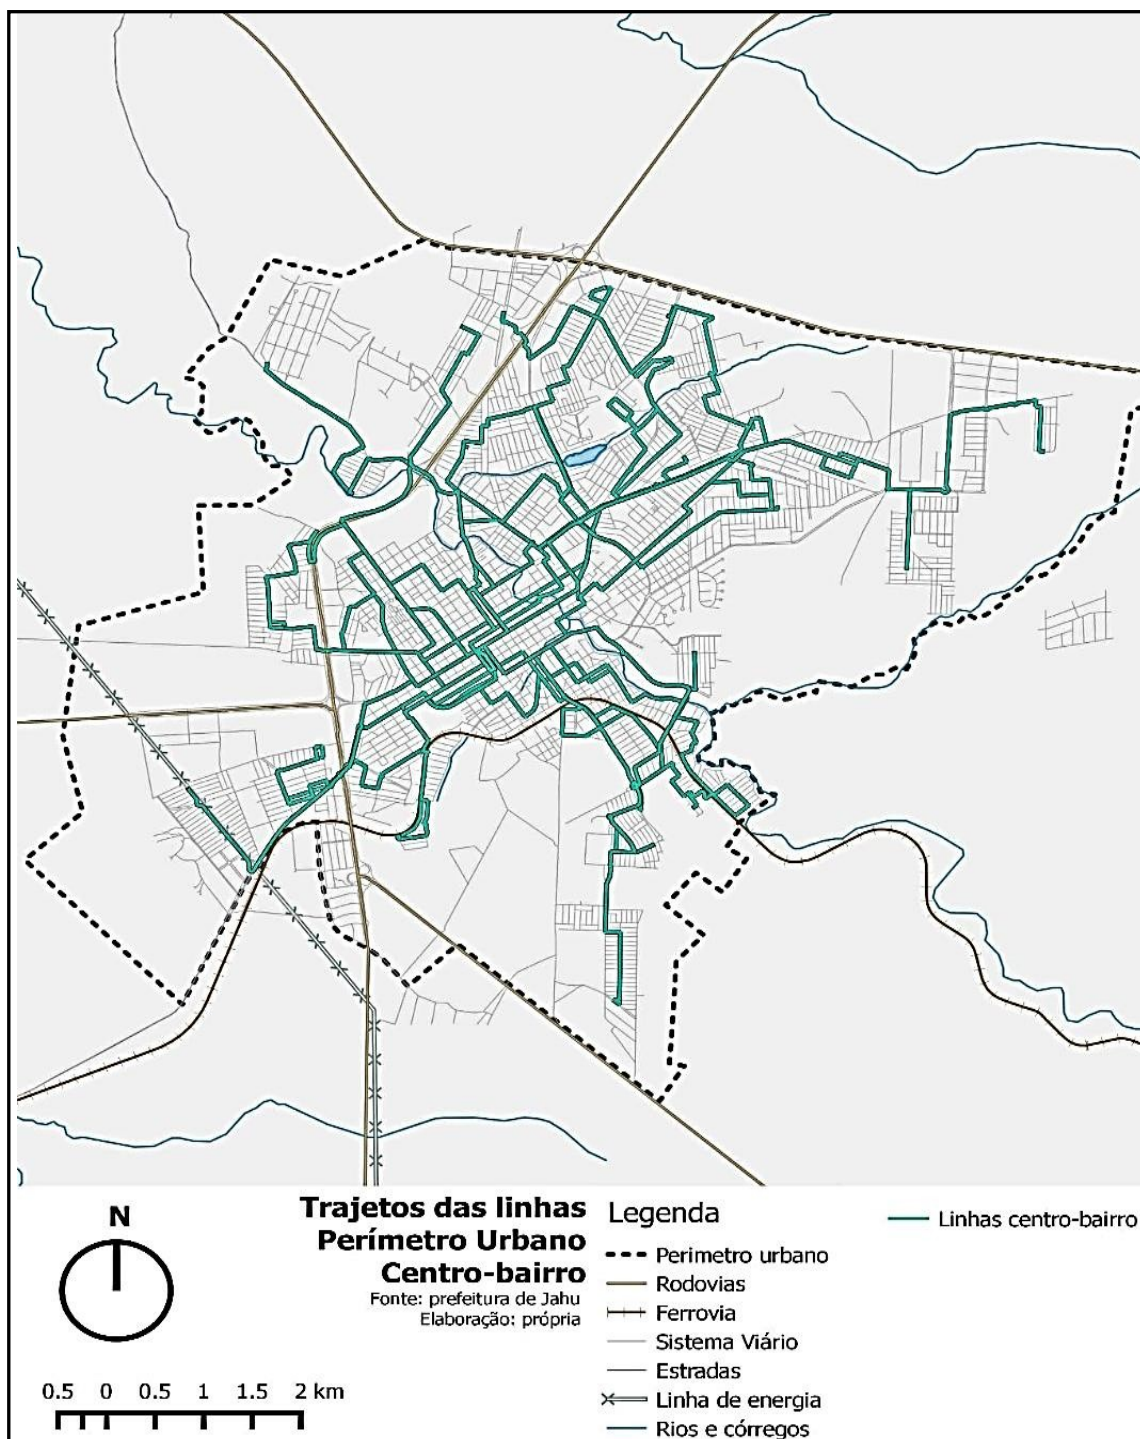 N
0.5 0 0.5 1 1.5 2 km
Trajetos das linhas
Perímetro Urbano
Centro-bairro
Fonte: prefeitura de Jahu
Elaboração: própria
Legenda
Perimetro urbano
Rodovias
Ferrovia
Sistema Viário
Estradas
Linha de energia
Rios e córregos
Linhas centro-bairro